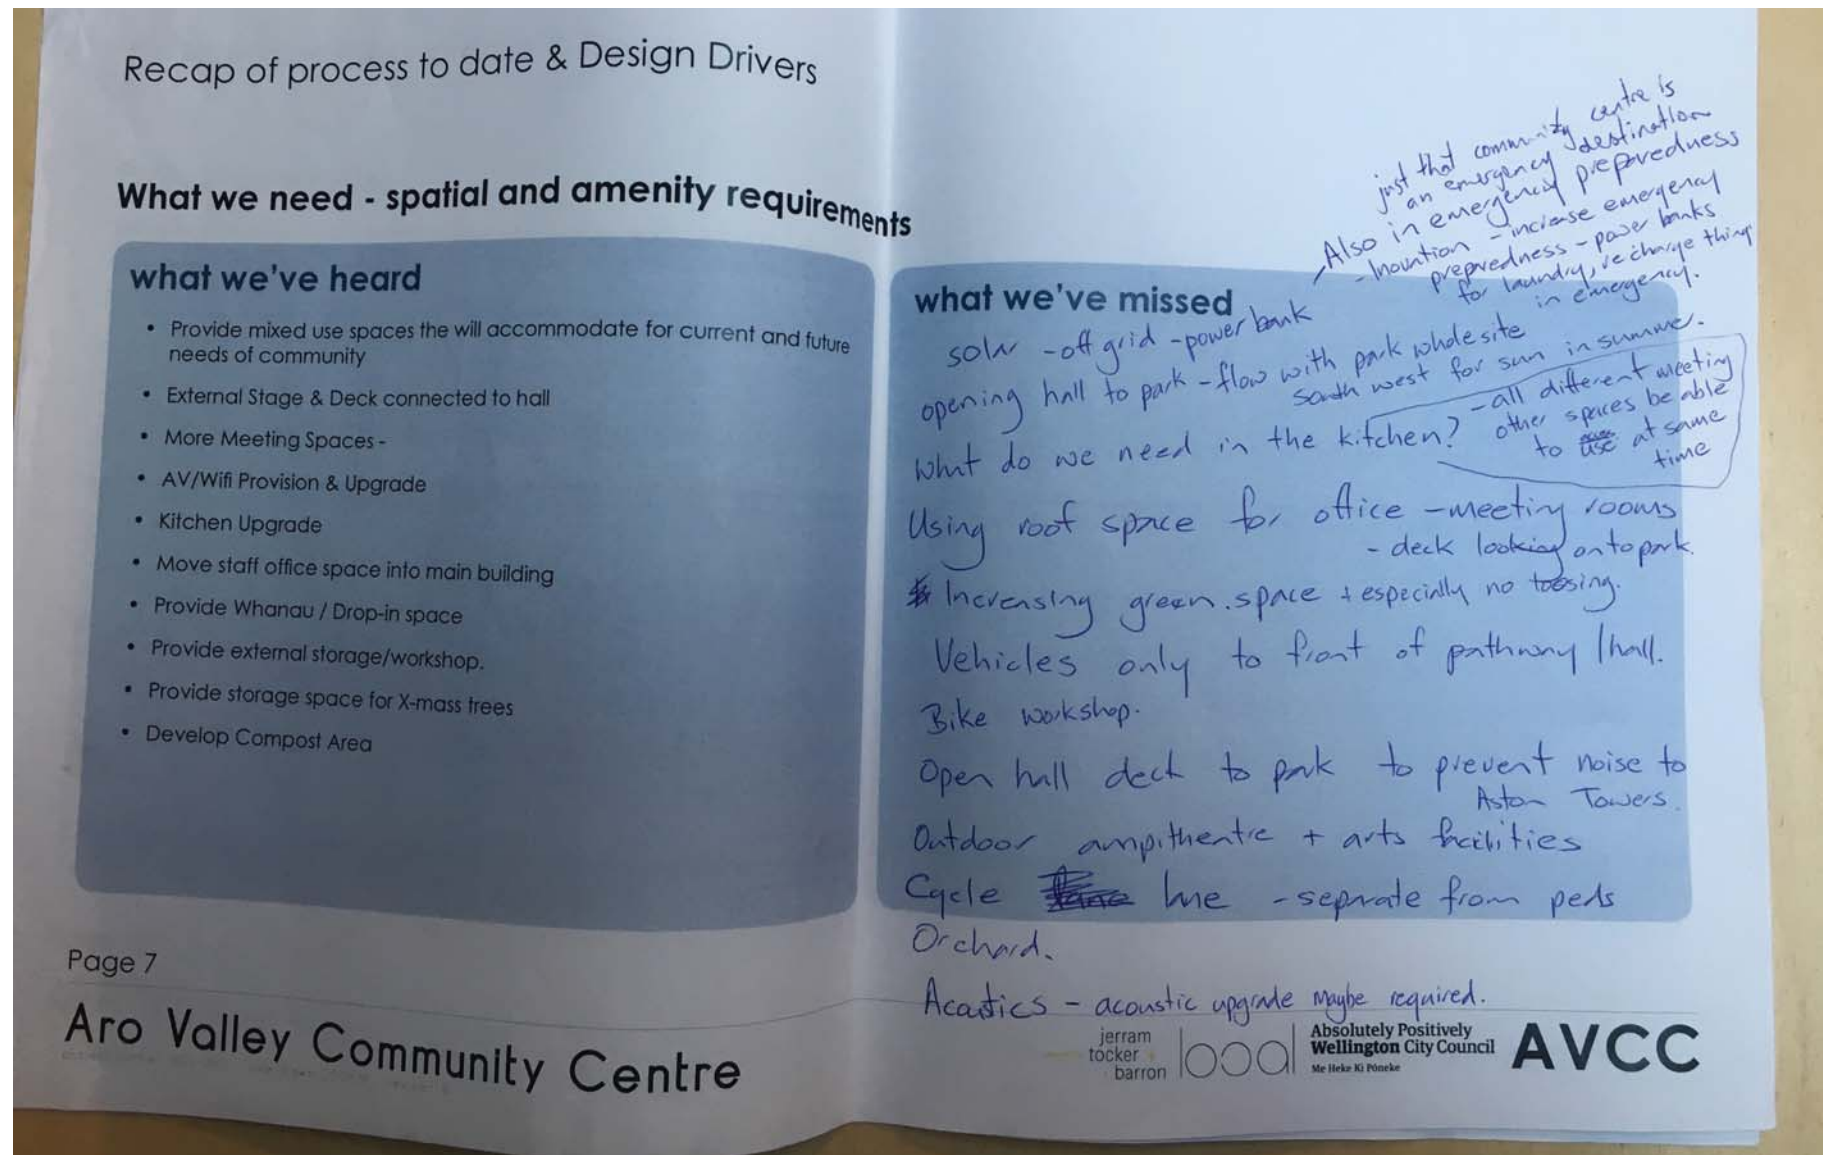 Recap of process to date & Design Drivers
What we need - spatial and amenity requirements
what we've heard
• Provide mixed use spaces the will accommodate for current and future
needs of community
• External Stage & Deck connected to hall
• More Meeting Spaces -
• AV/Wifi Provision & Upgrade
• Kitchen Upgrade
• Move staff office space into main building
• Provide Whanau / Drop-in space
• Provide external storage/workshop.
• Provide storage space for X-mass trees
• Develop Compost Area
just that community centre is
an emergency destination
Also in emergency preparedness
- Inovation - increase emergency
prepredness - power banks
for laundry, recharge thing
in emergency.
what we've missed
solar - off grid - power bank
opening hall to park - flow with park whole site
South west for sun in summer.
What do we need in the kitchen?
- all different meeting
other spaces be able
to use at same
time
Using roof space for office - meeting rooms
- deck looking onto park.
* Increasing green space + especially no
Vehicles only to front of pathway / hall.
Bike workshop.
Open hall deck to park to prevent noise to
Aston Towers.
Outdoor ampitheatre + arts facilities
Cycle lane - separate from peds
Orchard.
Acoustics - acoustic upgrade maybe required.
Page 7
Aro Valley Community Centre
jerram
tocker
barron
boa
Absolutely Positively
Wellington City Council
Me Heke Ki Pōneke
AVCC